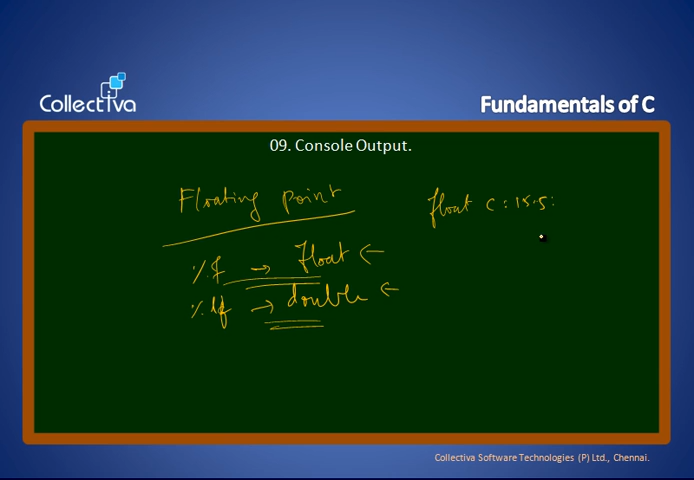 Collectiva
Fundamentals of C
09. Console Output.
Floating point
float c : 15.5 :
%f → float ←
%lf → double ←
Collectiva Software Technologies (P) Ltd., Chennai.